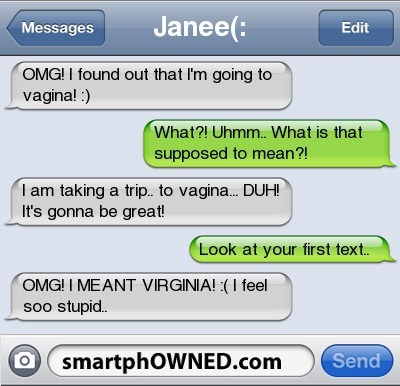 Messages
Janee(:
Edit
OMG! I found out that I'm going to
vagina! :)
What?! Uhmm.. What is that
supposed to mean?!
I am taking a trip.. to vagina... DUH!
It's gonna be great!
Look at your first text..
OMG! I MEANT VIRGINIA! :( I feel
soo stupid..
smartphOWNED.com
Send